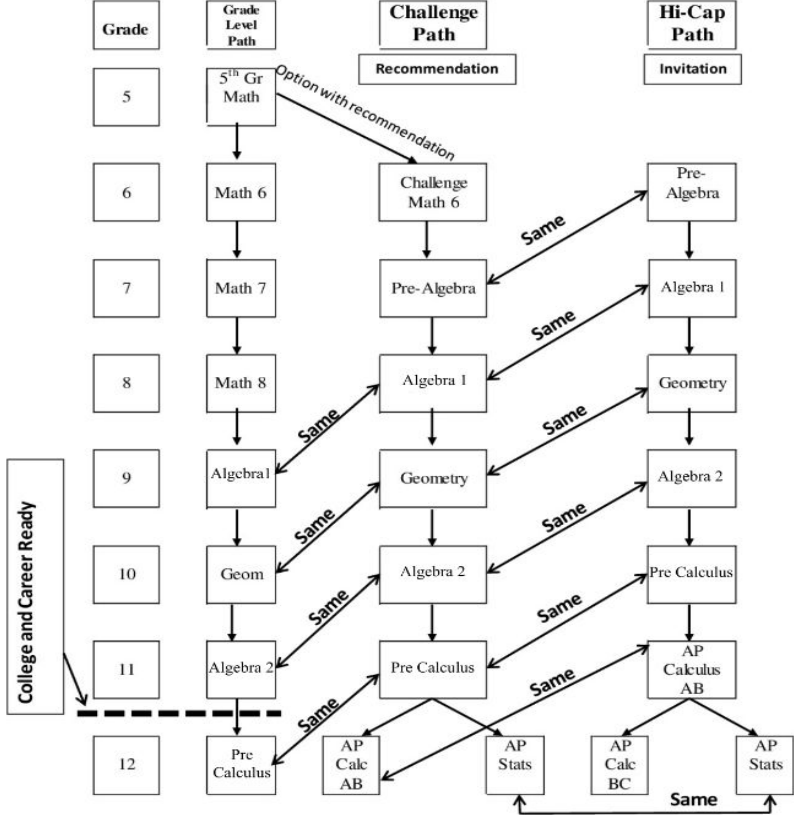 Grade
Grade
Level
Path
Challenge
Path
Hi-Cap
Path
Recommendation
Invitation
5
5th Gr
Math
Option with recommendation
6
Math 6
Challenge
Math 6
Pre-
Algebra
Same
7
Math 7
Pre-Algebra
Algebra 1
Same
8
Math 8
Algebra 1
Geometry
Same
Same
9
Algebra1
Geometry
Algebra 2
Same
Same
10
Geom
Algebra 2
Pre Calculus
Same
Same
College and Career Ready
11
Algebra 2
Pre Calculus
AP
Calculus
AB
Same
Same
12
Pre
Calculus
AP
Calc
AB
AP
Stats
AP
Calc
BC
AP
Stats
Same